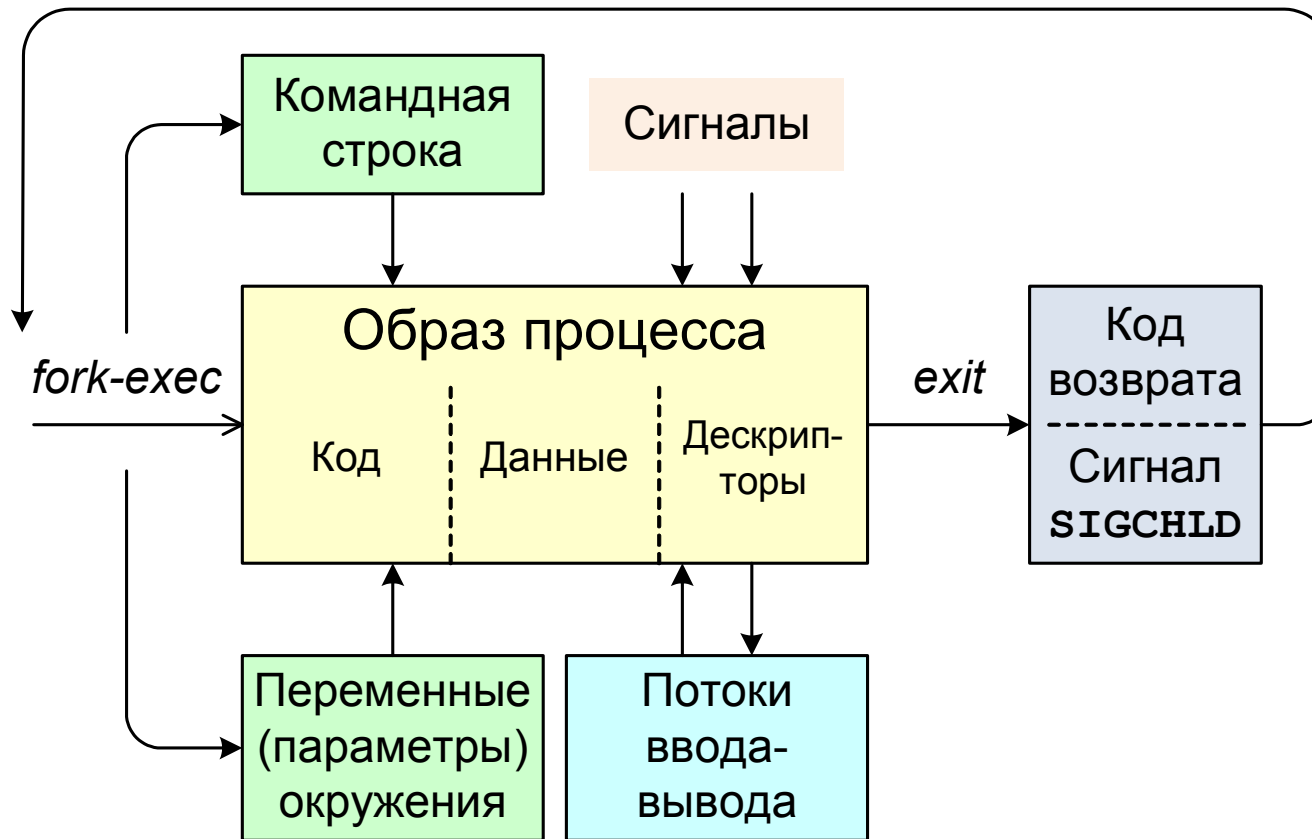 Командная
строка
Сигналы
Образ процесса
fork-exec
Код
Данные
Дескрип-
торы
exit
Код
возврата
Сигнал
SIGCHLD
Переменные
(параметры)
окружения
Потоки
ввода-
вывода